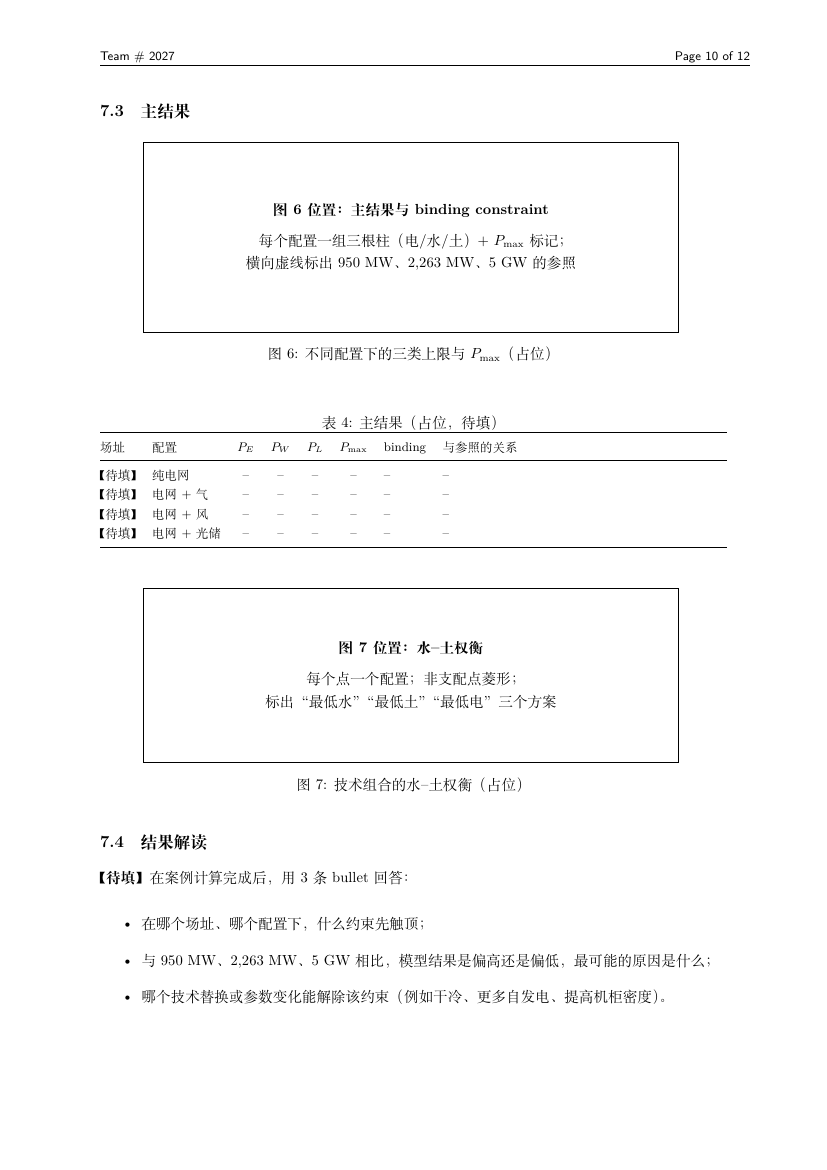 Team # 2027 Page 10 of 12
7.3 主结果
图 6 位置：主结果与 binding constraint
每个配置一组三根柱（电/水/土）+ Pmax 标记；
横向虚线标出 950 MW、2,263 MW、5 GW 的参照
图 6: 不同配置下的三类上限与 Pmax（占位）
表 4: 主结果（占位，待填）
场址 配置 PE PW PL Pmax binding 与参照的关系
【待填】 纯电网 – – – – – –
【待填】 电网 + 气 – – – – – –
【待填】 电网 + 风 – – – – – –
【待填】 电网 + 光储 – – – – – –
图 7 位置：水–土权衡
每个点一个配置；非支配点菱形；
标出 “最低水” “最低土” “最低电” 三个方案
图 7: 技术组合的水–土权衡（占位）
7.4 结果解读
【待填】在案例计算完成后，用 3 条 bullet 回答：
• 在哪个场址、哪个配置下，什么约束先触顶；
• 与 950 MW、2,263 MW、5 GW 相比，模型结果是偏高还是偏低，最可能的原因是什么；
• 哪个技术替换或参数变化能解除该约束（例如干冷、更多自发电、提高机柜密度）。